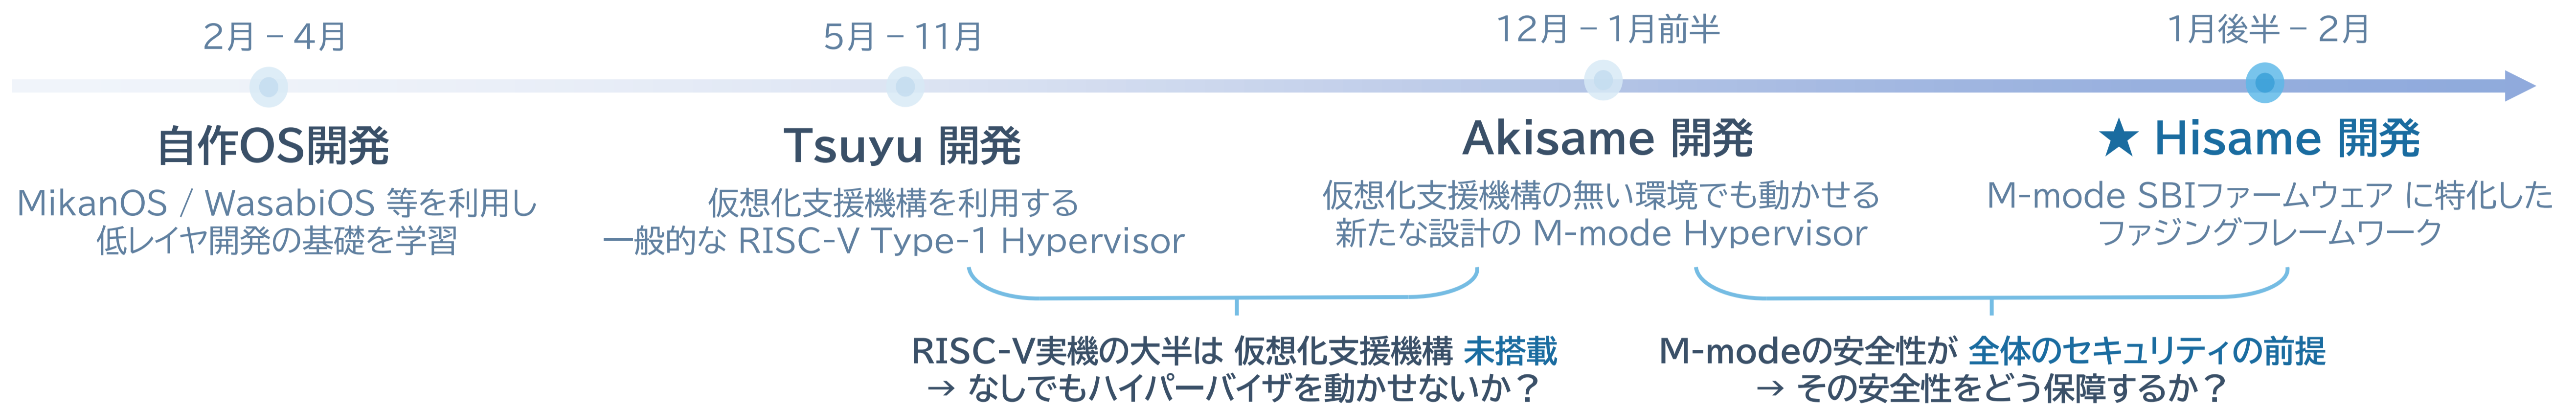 2月 – 4月
自作OS開発
MikanOS / WasabiOS 等を利用し
低レイヤ開発の基礎を学習
5月 – 11月
Tsuyu 開発
仮想化支援機構を利用する
一般的な RISC-V Type-1 Hypervisor
12月 – 1月前半
Akisame 開発
仮想化支援機構の無い環境でも動かせる
新たな設計の M-mode Hypervisor
1月後半 – 2月
★ Hisame 開発
M-mode SBIファームウェア に特化した
ファジングフレームワーク
RISC-V実機の大半は 仮想化支援機構 未搭載
→ なしでもハイパーバイザを動かせないか？
M-modeの安全性が 全体のセキュリティの前提
→ その安全性をどう保障するか？